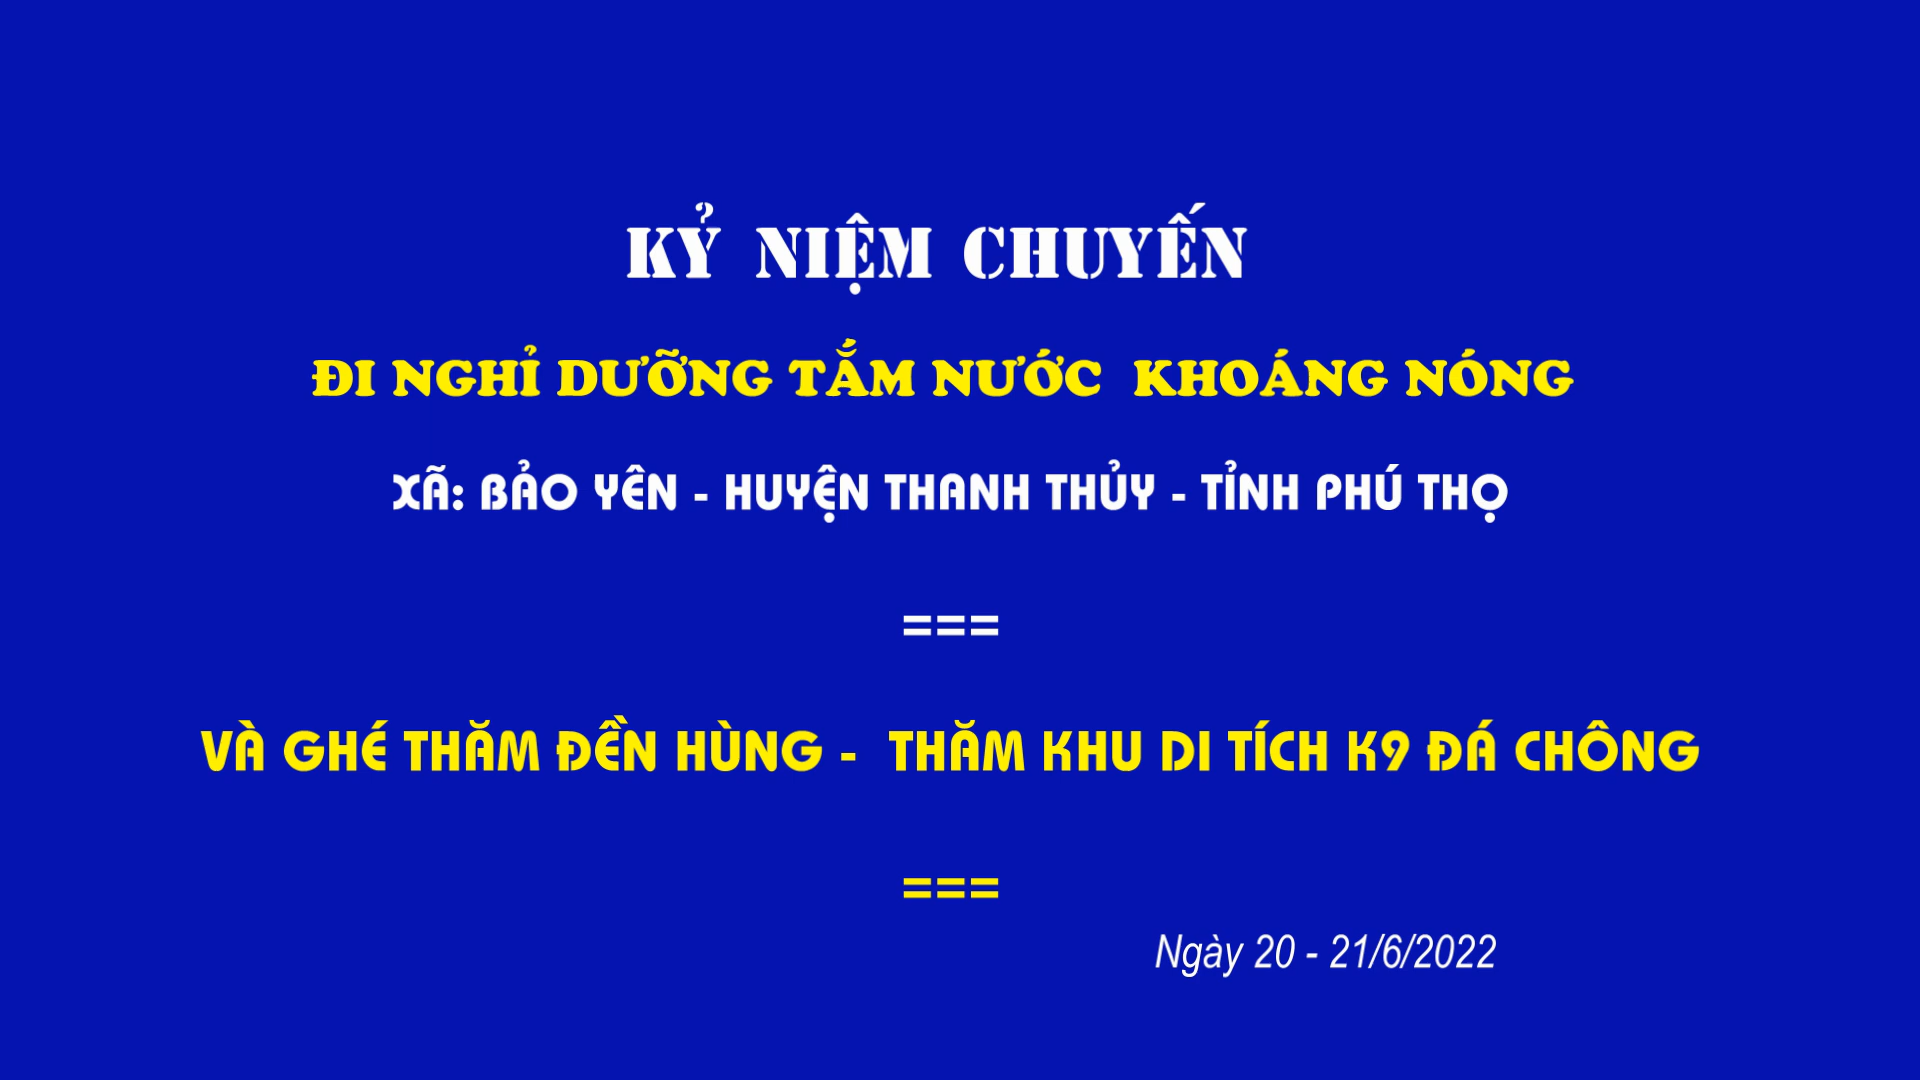 KỶ NIỆM CHUYẾN
ĐI NGHỈ DƯỠNG TẮM NƯỚC KHOÁNG NÓNG
XÃ: BẢO YÊN - HUYỆN THANH THỦY - TỈNH PHÚ THỌ
===
VÀ GHÉ THĂM ĐỀN HÙNG - THĂM KHU DI TÍCH K9 ĐÁ CHÔNG
===
Ngày 20 - 21/6/2022